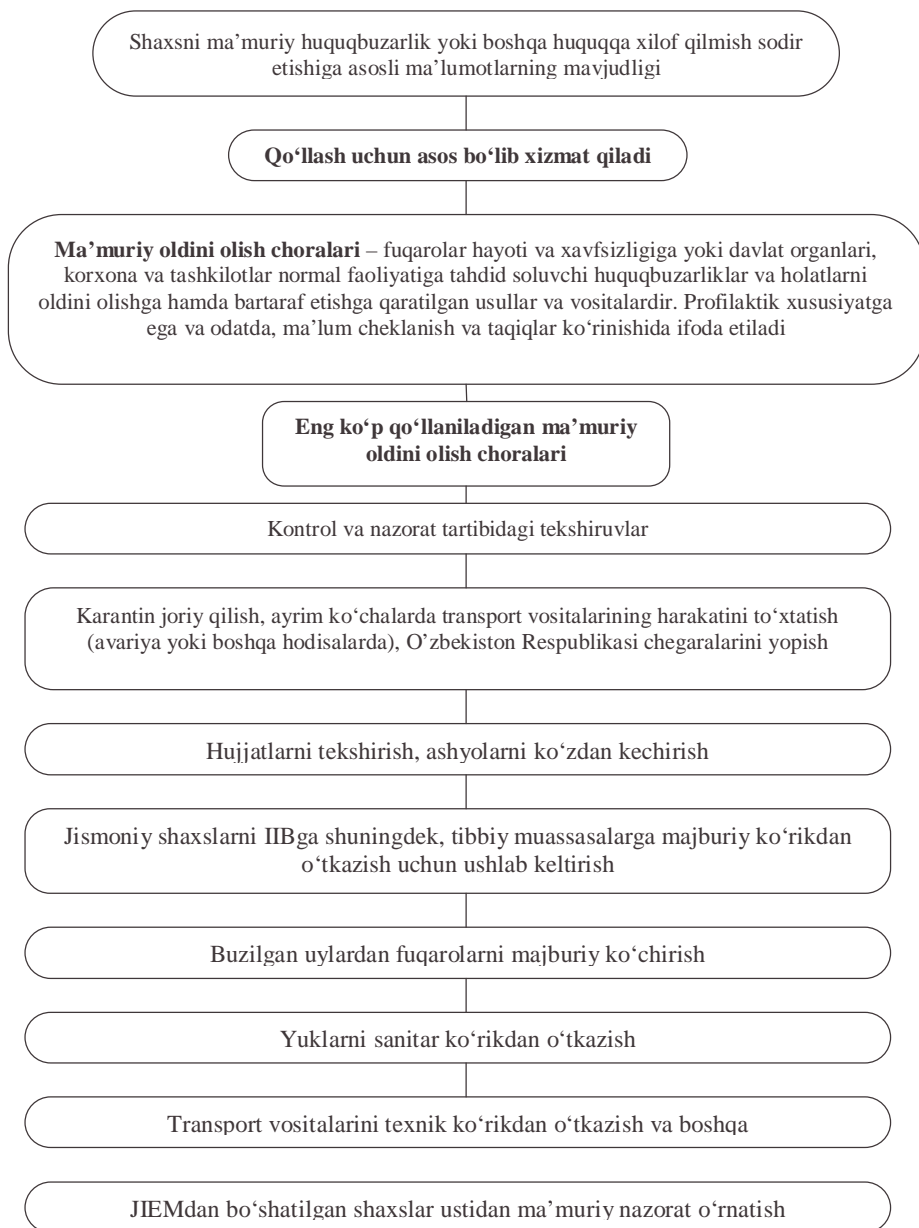 Shaxsni ma’muriy huquqbuzarlik yoki boshqa huquqqa xilof qilmish sodir
etishiga asosli ma’lumotlarning mavjudligi
Qo‘llash uchun asos bo‘lib xizmat qiladi
Ma’muriy oldini olish choralari – fuqarolar hayoti va xavfsizligiga yoki davlat organlari,
korxona va tashkilotlar normal faoliyatiga tahdid soluvchi huquqbuzarliklar va holatlarni
oldini olishga hamda bartaraf etishga qaratilgan usullar va vositalardir. Profilaktik xususiyatga
ega va odatda, ma’lum cheklanish va taqiqlar ko‘rinishida ifoda etiladi
Eng ko‘p qo‘llaniladigan ma’muriy
oldini olish choralari
Kontrol va nazorat tartibidagi tekshiruvlar
Karantin joriy qilish, ayrim ko‘chalarda transport vositalarining harakatini to‘xtatish
(avariya yoki boshqa hodisalarda), O’zbekiston Respublikasi chegaralarini yopish
Hujjatlarni tekshirish, ashyolarni ko‘zdan kechirish
Jismoniy shaxslarni IIBga shuningdek, tibbiy muassasalarga majburiy ko‘rikdan
o‘tkazish uchun ushlab keltirish
Buzilgan uylardan fuqarolarni majburiy ko‘chirish
Yuklarni sanitar ko‘rikdan o‘tkazish
Transport vositalarini texnik ko‘rikdan o‘tkazish va boshqa
JIEMdan bo‘shatilgan shaxslar ustidan ma’muriy nazorat o‘rnatish